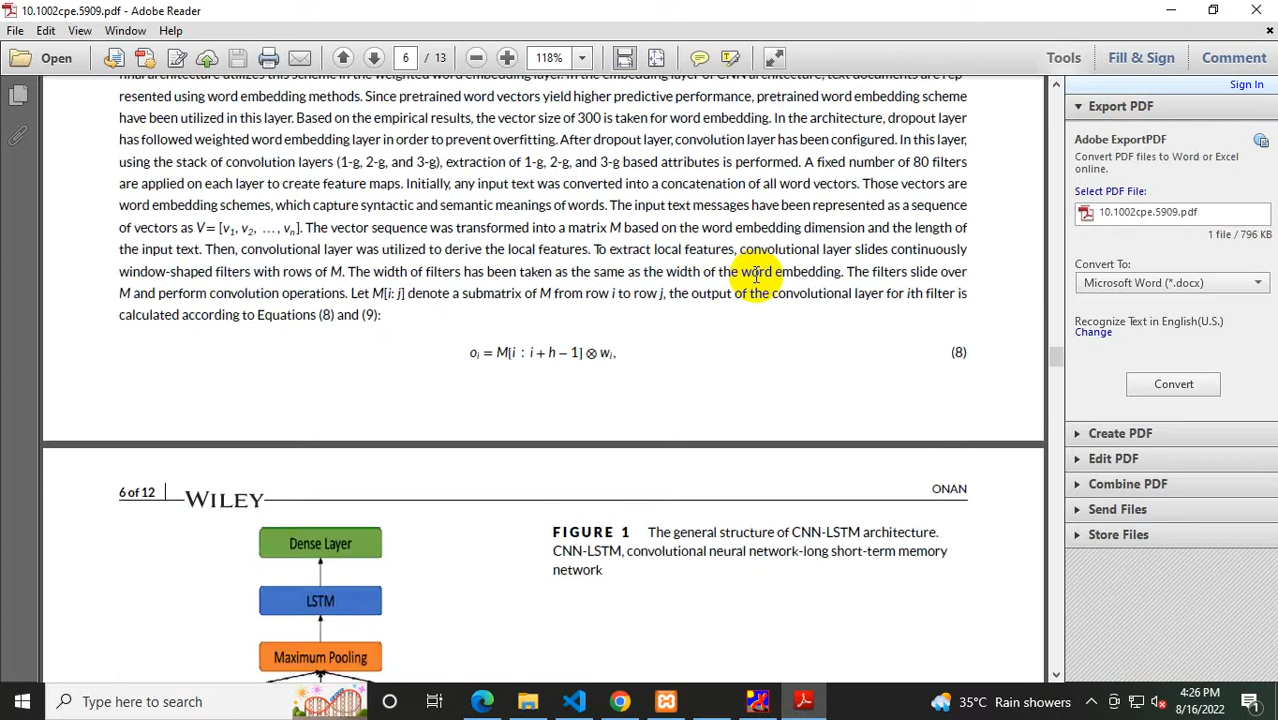 10.1002cpe.5909.pdf - Adobe Reader
File Edit View Window Help
Open 6 / 13 118% Tools Fill & Sign Comment
Sign In
resented using word embedding methods. Since pretrained word vectors yield higher predictive performance, pretrained word embedding scheme
have been utilized in this layer. Based on the empirical results, the vector size of 300 is taken for word embedding. In the architecture, dropout layer
has followed weighted word embedding layer in order to prevent overfitting. After dropout layer, convolution layer has been configured. In this layer,
using the stack of convolution layers (1-g, 2-g, and 3-g), extraction of 1-g, 2-g, and 3-g based attributes is performed. A fixed number of 80 filters
are applied on each layer to create feature maps. Initially, any input text was converted into a concatenation of all word vectors. Those vectors are
word embedding schemes, which capture syntactic and semantic meanings of words. The input text messages have been represented as a sequence
of vectors as V = [v1, v2, …, vn]. The vector sequence was transformed into a matrix M based on the word embedding dimension and the length of
the input text. Then, convolutional layer was utilized to derive the local features. To extract local features, convolutional layer slides continuously
window-shaped filters with rows of M. The width of filters has been taken as the same as the width of the word embedding. The filters slide over
M and perform convolution operations. Let M[i: j] denote a submatrix of M from row i to row j, the output of the convolutional layer for ith filter is
calculated according to Equations (8) and (9):
oi = M[i : i + h − 1] ⊗ wi, (8)
6 of 12 WILEY ONAN
Dense Layer
LSTM
Maximum Pooling
FIGURE 1 The general structure of CNN-LSTM architecture.
CNN-LSTM, convolutional neural network-long short-term memory
network
Export PDF
Adobe ExportPDF
Convert PDF files to Word or Excel
online.
Select PDF File:
10.1002cpe.5909.pdf
1 file / 796 KB
Convert To:
Microsoft Word (*.docx)
Recognize Text in English(U.S.)
Change
Convert
Create PDF
Edit PDF
Combine PDF
Send Files
Store Files
Type here to search
35°C Rain showers
4:26 PM
8/16/2022
1